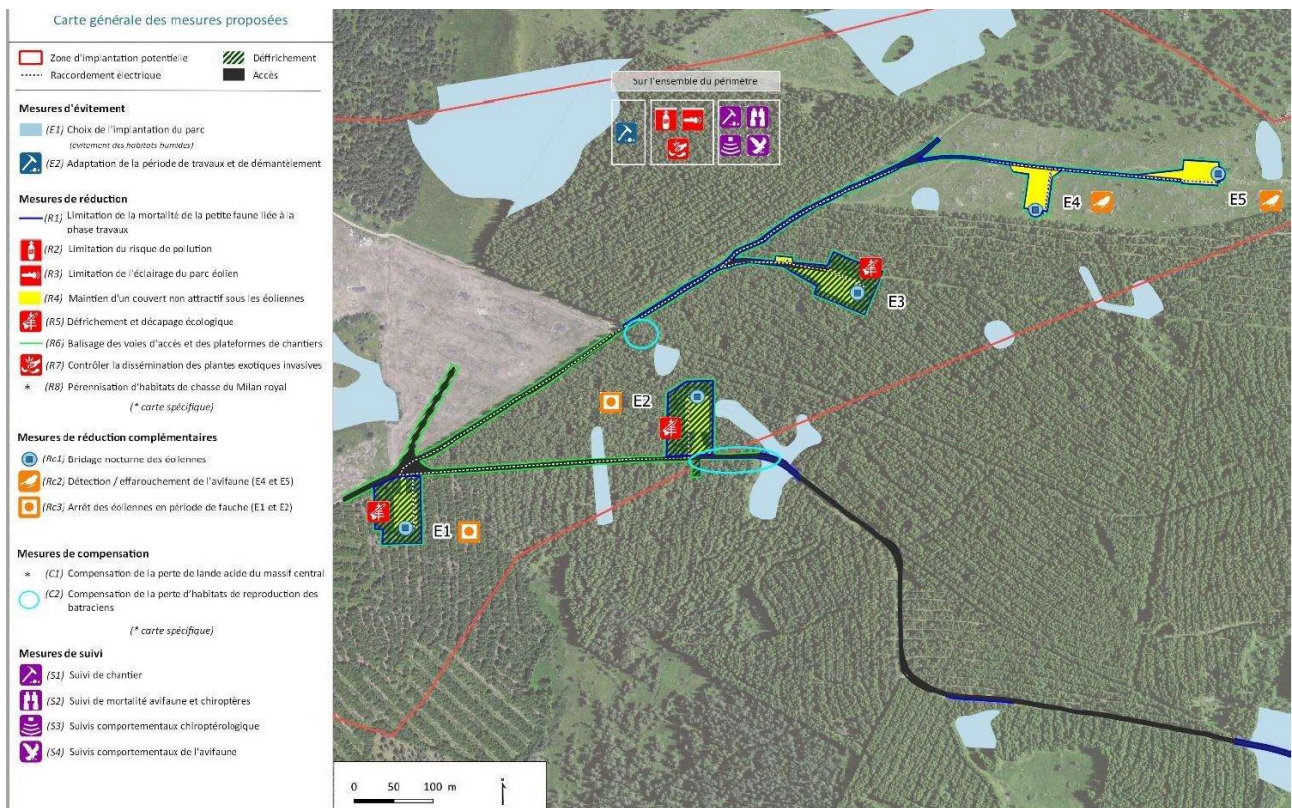 Carte générale des mesures proposées
Zone d'implantation potentielle
Défrichement
Raccordement électrique
Accès
Mesures d'évitement
(E1) Choix de l'implantation du parc
(évitement des habitats humides)
(E2) Adaptation de la période de travaux et de démantèlement
Mesures de réduction
(R1) Limitation de la mortalité de la petite faune liée à la
phase travaux
(R2) Limitation du risque de pollution
(R3) Limitation de l'éclairage du parc éolien
(R4) Maintien d'un couvert non attractif sous les éoliennes
(R5) Défrichement et décapage écologique
(R6) Balisage des voies d'accès et des plateformes de chantiers
(R7) Contrôler la dissémination des plantes exotiques invasives
* (R8) Pérennisation d'habitats de chasse du Milan royal
(* carte spécifique)
Mesures de réduction complémentaires
(Rc1) Bridage nocturne des éoliennes
(Rc2) Détection / effarouchement de l'avifaune (E4 et E5)
(Rc3) Arrêt des éoliennes en période de fauche (E1 et E2)
Mesures de compensation
* (C1) Compensation de la perte de lande acide du massif central
(C2) Compensation de la perte d'habitats de reproduction des
batraciens
(* carte spécifique)
Mesures de suivi
(S1) Suivi de chantier
(S2) Suivi de mortalité avifaune et chiroptères
(S3) Suivis comportementaux chiroptérologique
(S4) Suivis comportementaux de l'avifaune
Sur l'ensemble du périmètre
E4
E5
E3
E2
E1
0 50 100 m